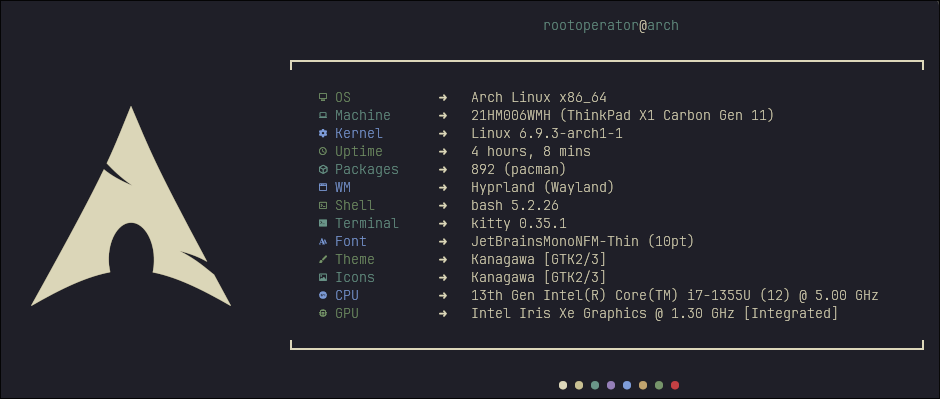 rootoperator@arch
OS ➜ Arch Linux x86_64
Machine ➜ 21HM006WMH (ThinkPad X1 Carbon Gen 11)
Kernel ➜ Linux 6.9.3-arch1-1
Uptime ➜ 4 hours, 8 mins
Packages ➜ 892 (pacman)
WM ➜ Hyprland (Wayland)
Shell ➜ bash 5.2.26
Terminal ➜ kitty 0.35.1
Font ➜ JetBrainsMonoNFM-Thin (10pt)
Theme ➜ Kanagawa [GTK2/3]
Icons ➜ Kanagawa [GTK2/3]
CPU ➜ 13th Gen Intel(R) Core(TM) i7-1355U (12) @ 5.00 GHz
GPU ➜ Intel Iris Xe Graphics @ 1.30 GHz [Integrated]